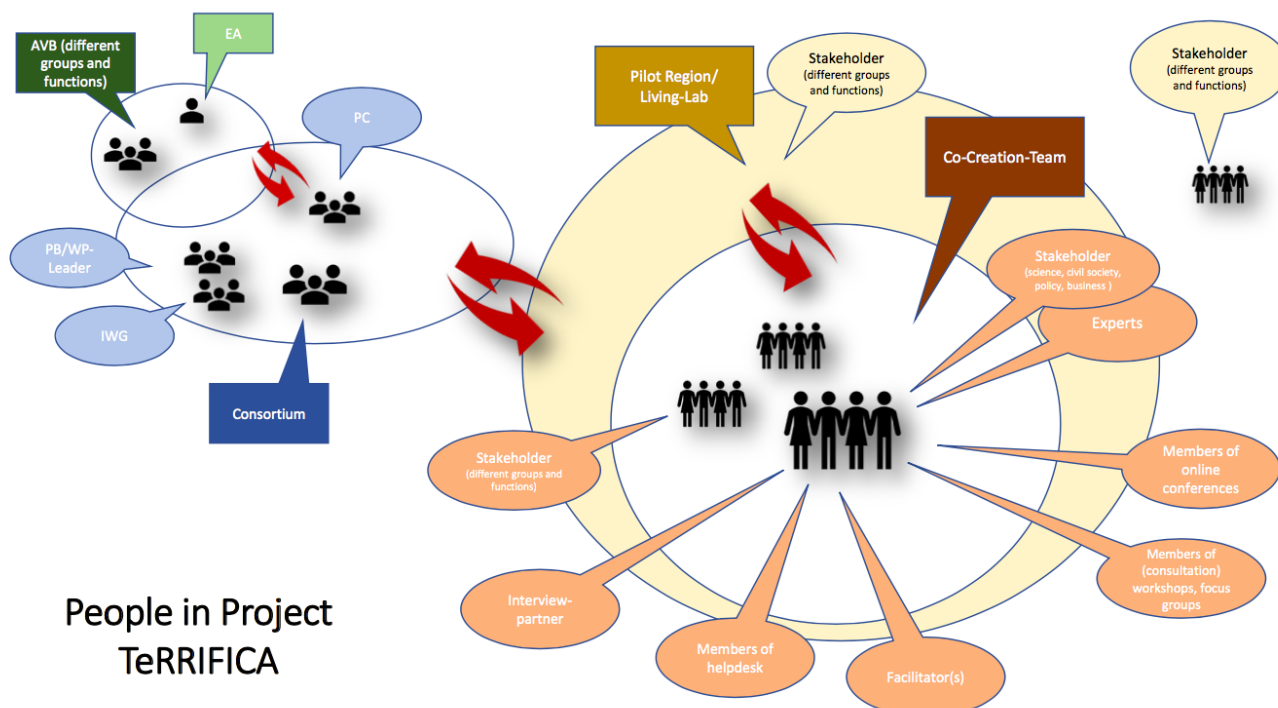 AVB (different
groups and
functions)
EA
PC
PB/WP-
Leader
IWG
Consortium
Pilot Region/
Living-Lab
Stakeholder
(different groups
and functions)
Co-Creation-Team
Stakeholder
(different groups
and functions)
Stakeholder
(science, civil society,
policy, business )
Experts
Stakeholder
(different groups and
functions)
Members of
online
conferences
Members of
(consultation)
workshops, focus
groups
Interview-
partner
Members of
helpdesk
Facilitator(s)
People in Project
TeRRIFICA